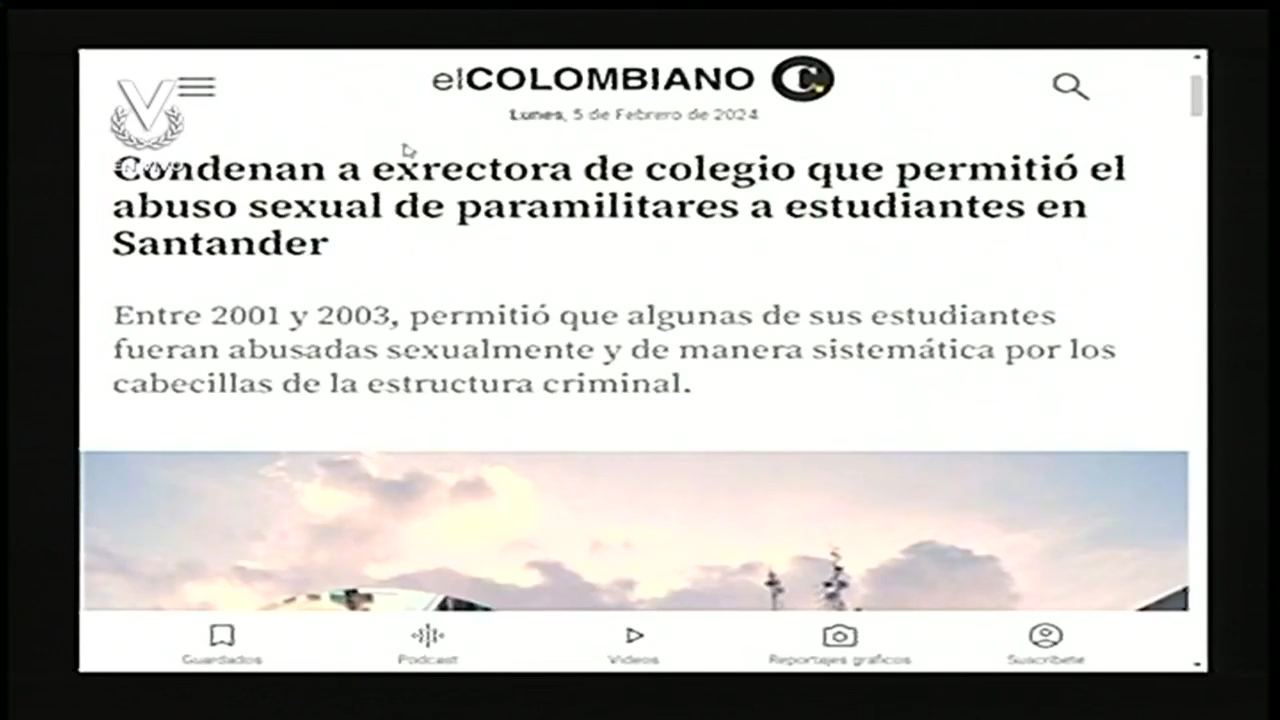 elCOLOMBIANO
Lunes, 5 de Febrero de 2024
Condenan a exrectora de colegio que permitió el
abuso sexual de paramilitares a estudiantes en
Santander
Entre 2001 y 2003, permitió que algunas de sus estudiantes
fueran abusadas sexualmente y de manera sistemática por los
cabecillas de la estructura criminal.
Guardados Podcast Videos Reportajes gráficos Suscríbete